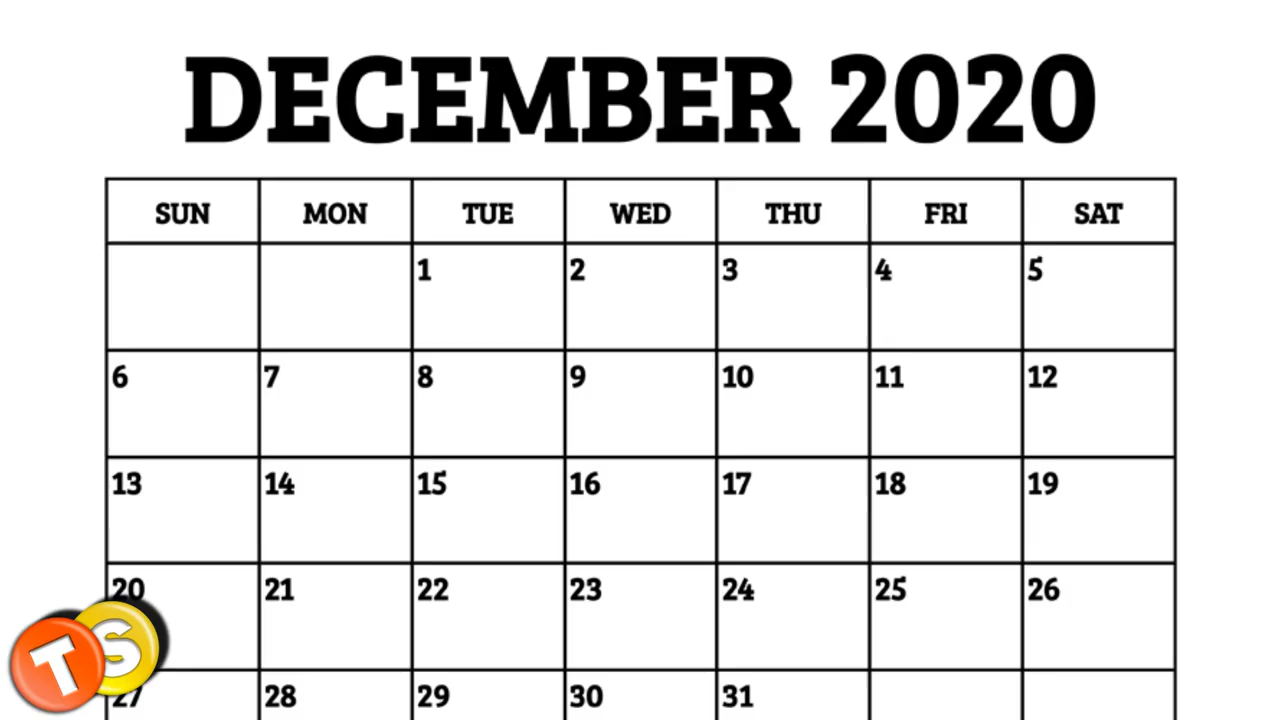 DECEMBER 2020
SUN MON TUE WED THU FRI SAT
1 2 3 4 5
6 7 8 9 10 11 12
13 14 15 16 17 18 19
20 21 22 23 24 25 26
27 28 29 30 31
TS